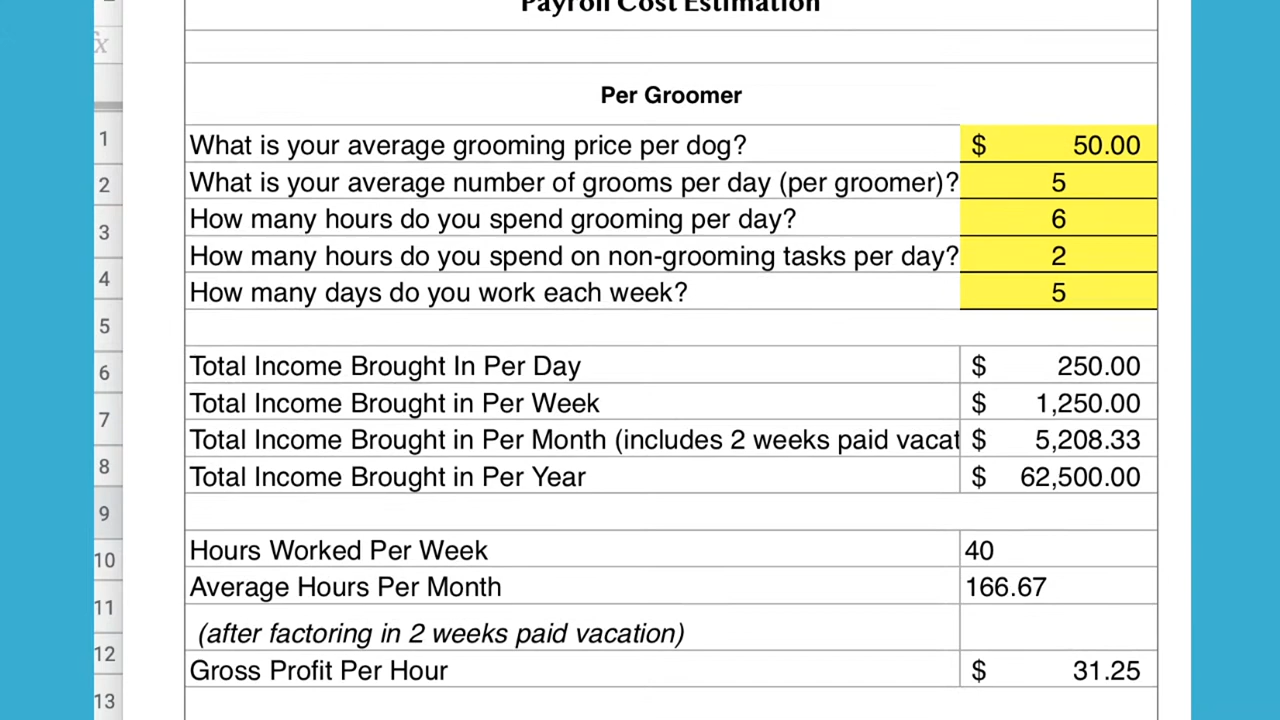 Payroll Cost Estimation
fx
Per Groomer
1
What is your average grooming price per dog? $ 50.00
2
What is your average number of grooms per day (per groomer)? 5
3
How many hours do you spend grooming per day? 6
4
How many hours do you spend on non-grooming tasks per day? 2
How many days do you work each week? 5
5
6
Total Income Brought In Per Day $ 250.00
7
Total Income Brought in Per Week $ 1,250.00
Total Income Brought in Per Month (includes 2 weeks paid vacat $ 5,208.33
8
Total Income Brought in Per Year $ 62,500.00
9
10
Hours Worked Per Week 40
11
Average Hours Per Month 166.67
(after factoring in 2 weeks paid vacation)
12
Gross Profit Per Hour $ 31.25
13